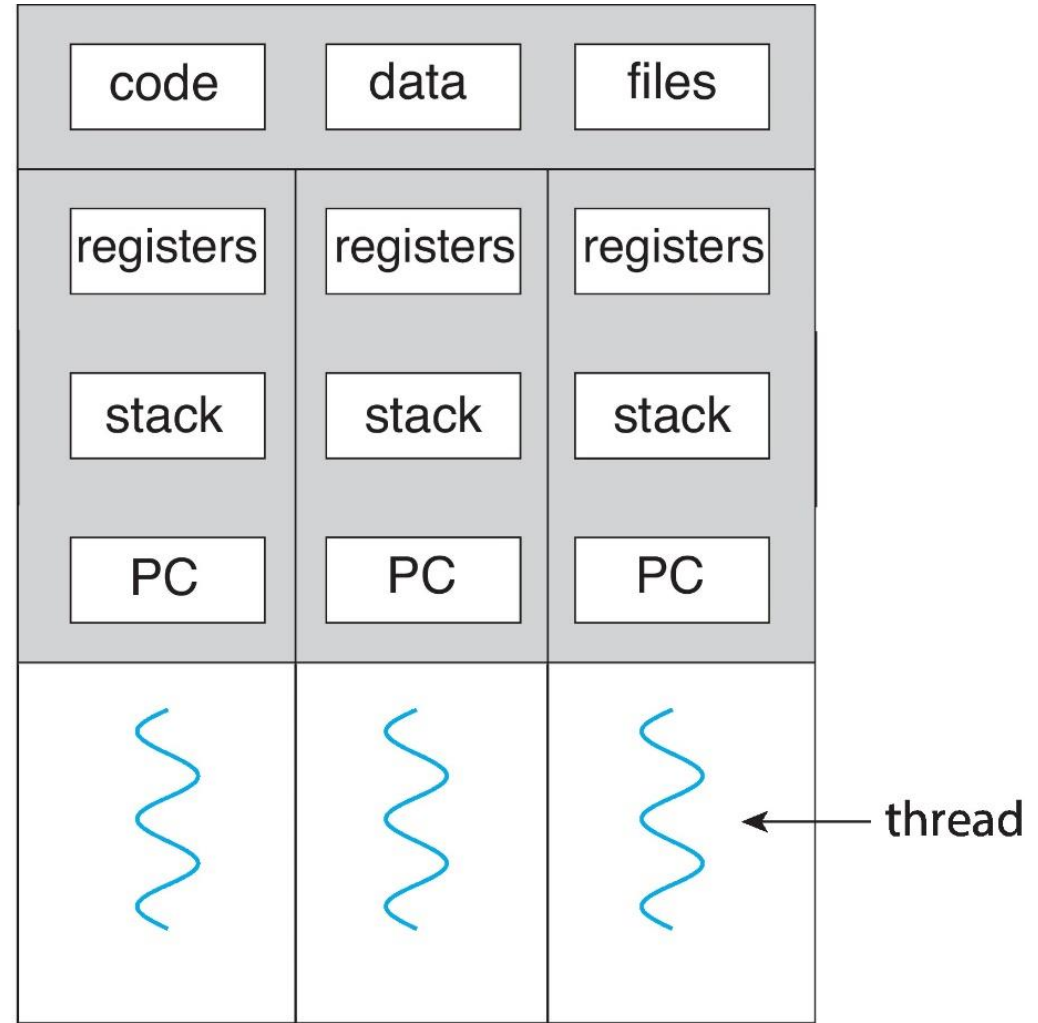 code data files
registers registers registers
stack stack stack
PC PC PC
thread